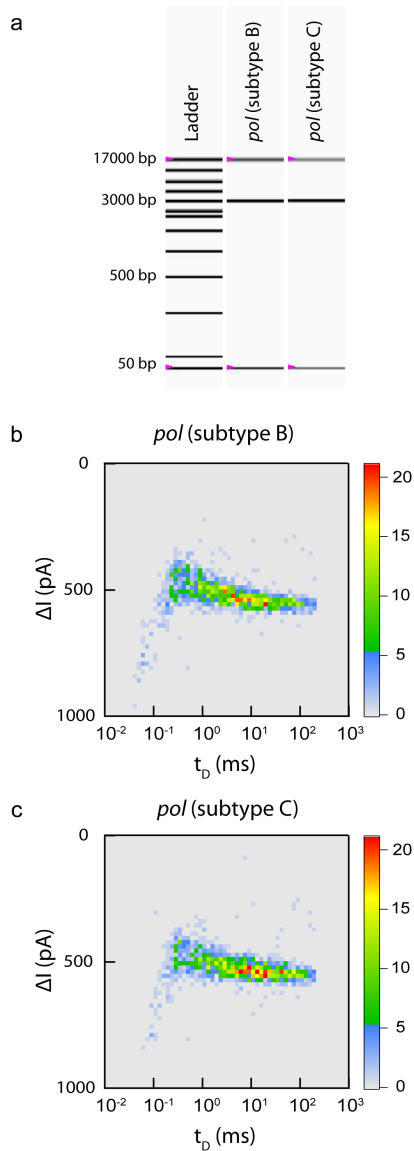 a
Ladder
pol (subtype B)
pol (subtype C)
17000 bp
3000 bp
500 bp
50 bp
b
pol (subtype B)
0
500
1000
ΔI (pA)
10-2 10-1 100 101 102 103
tD (ms)
20
15
10
5
0
c
pol (subtype C)
0
500
1000
ΔI (pA)
10-2 10-1 100 101 102 103
tD (ms)
20
15
10
5
0